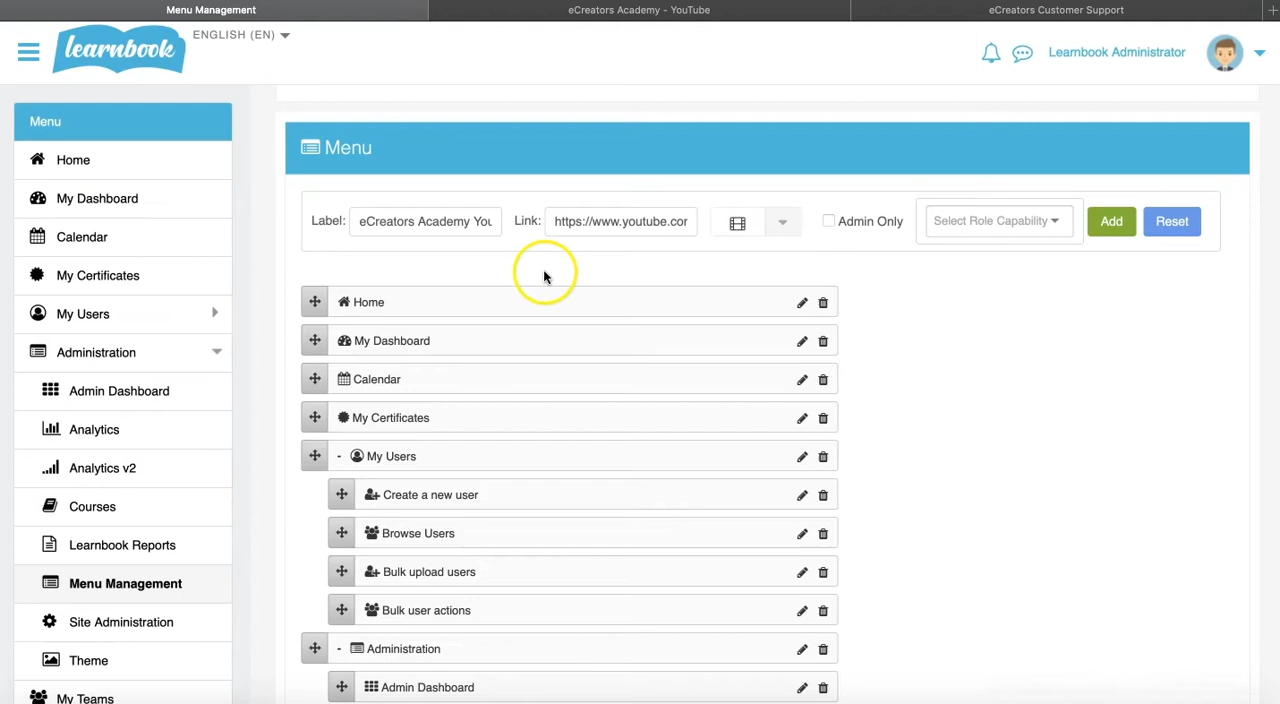 Menu Management
eCreators Academy - YouTube
eCreators Customer Support
learnbook
ENGLISH (EN)
Learnbook Administrator
Menu
Home
My Dashboard
Calendar
My Certificates
My Users
Administration
Admin Dashboard
Analytics
Analytics v2
Courses
Learnbook Reports
Menu Management
Site Administration
Theme
My Teams
Menu
Label: eCreators Academy You Link: https://www.youtube.cor Admin Only Select Role Capability Add Reset
Home
My Dashboard
Calendar
My Certificates
- My Users
Create a new user
Browse Users
Bulk upload users
Bulk user actions
- Administration
Admin Dashboard